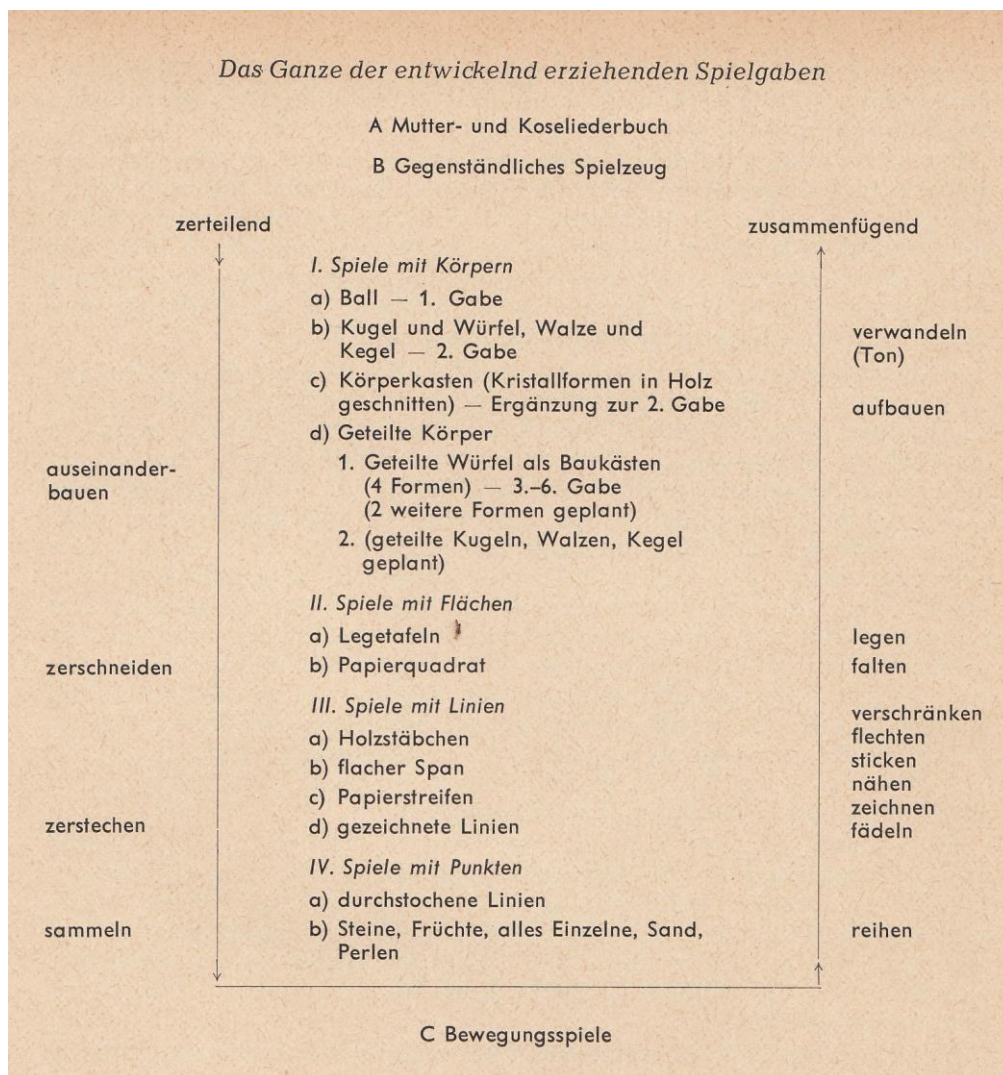 Das Ganze der entwickelnd erziehenden Spielgaben
A Mutter- und Koseliederbuch
B Gegenständliches Spielzeug
zerteilend
zusammenfügend
I. Spiele mit Körpern
a) Ball — 1. Gabe
b) Kugel und Würfel, Walze und
Kegel — 2. Gabe
verwandeln
(Ton)
c) Körperkasten (Kristallformen in Holz
geschnitten) — Ergänzung zur 2. Gabe
aufbauen
d) Geteilte Körper
auseinander-
bauen
1. Geteilte Würfel als Baukästen
(4 Formen) — 3.–6. Gabe
(2 weitere Formen geplant)
2. (geteilte Kugeln, Walzen, Kegel
geplant)
II. Spiele mit Flächen
a) Legetafeln
legen
zerschneiden
b) Papierquadrat
falten
III. Spiele mit Linien
a) Holzstäbchen
b) flacher Span
c) Papierstreifen
zerstechen
d) gezeichnete Linien
verschränken
flechten
sticken
nähen
zeichnen
fädeln
IV. Spiele mit Punkten
a) durchstochene Linien
sammeln
b) Steine, Früchte, alles Einzelne, Sand,
Perlen
reihen
C Bewegungsspiele